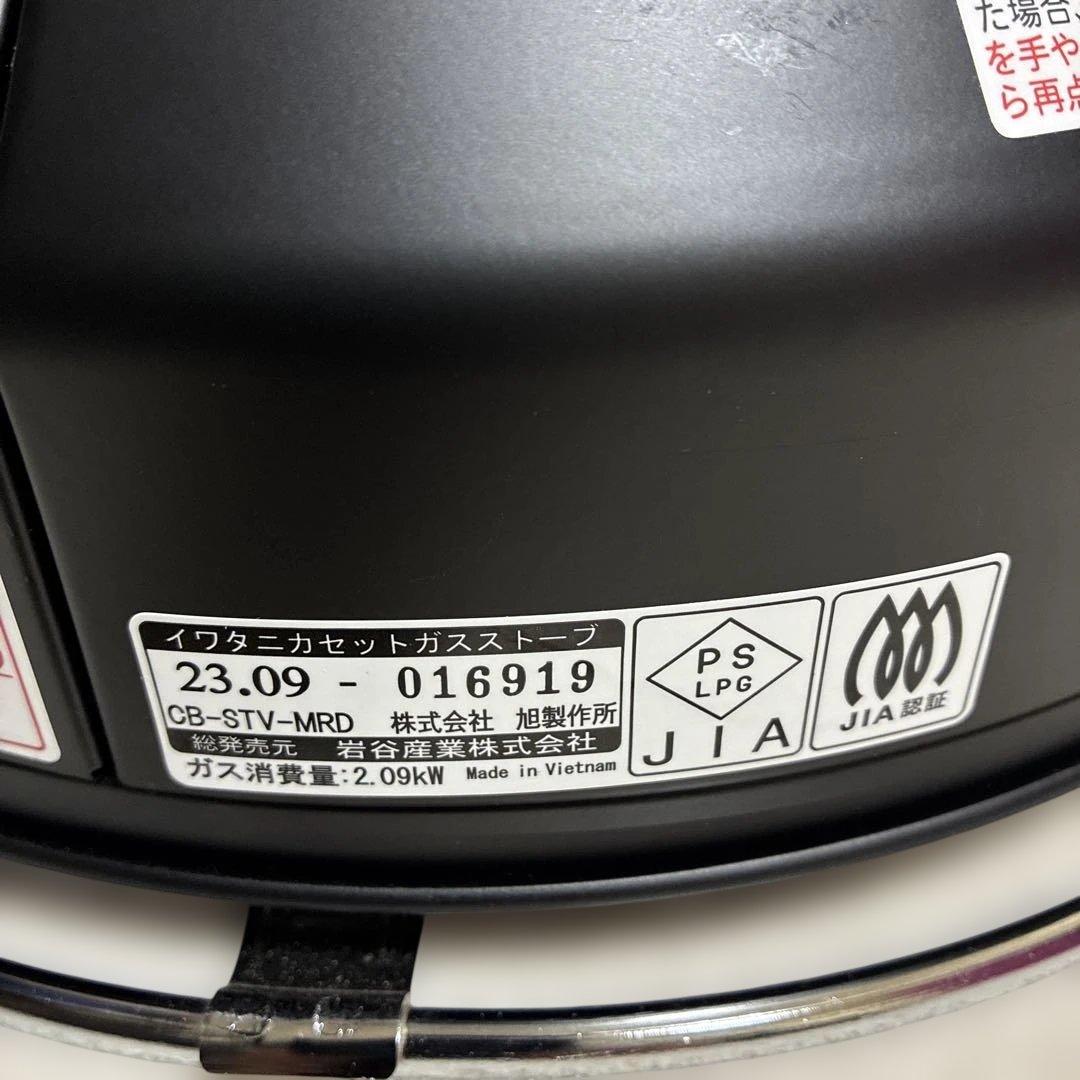 た場合、
を手や
ら再点
イワタニカセットガスストーブ
23.09 - 016919
CB-STV-MRD 株式会社 旭製作所
総発売元 岩谷産業株式会社
ガス消費量:2.09kW Made in Vietnam
PS
LPG
JIA
JIA認証